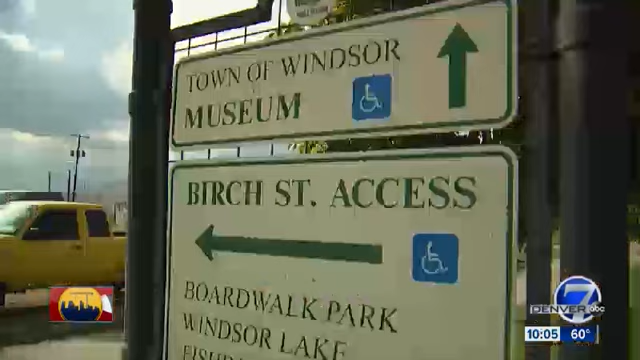 TOWN OF WINDSOR
MUSEUM
BIRCH ST. ACCESS
BOARDWALK PARK
WINDSOR LAKE
DENVER 7 abc
10:05 60°